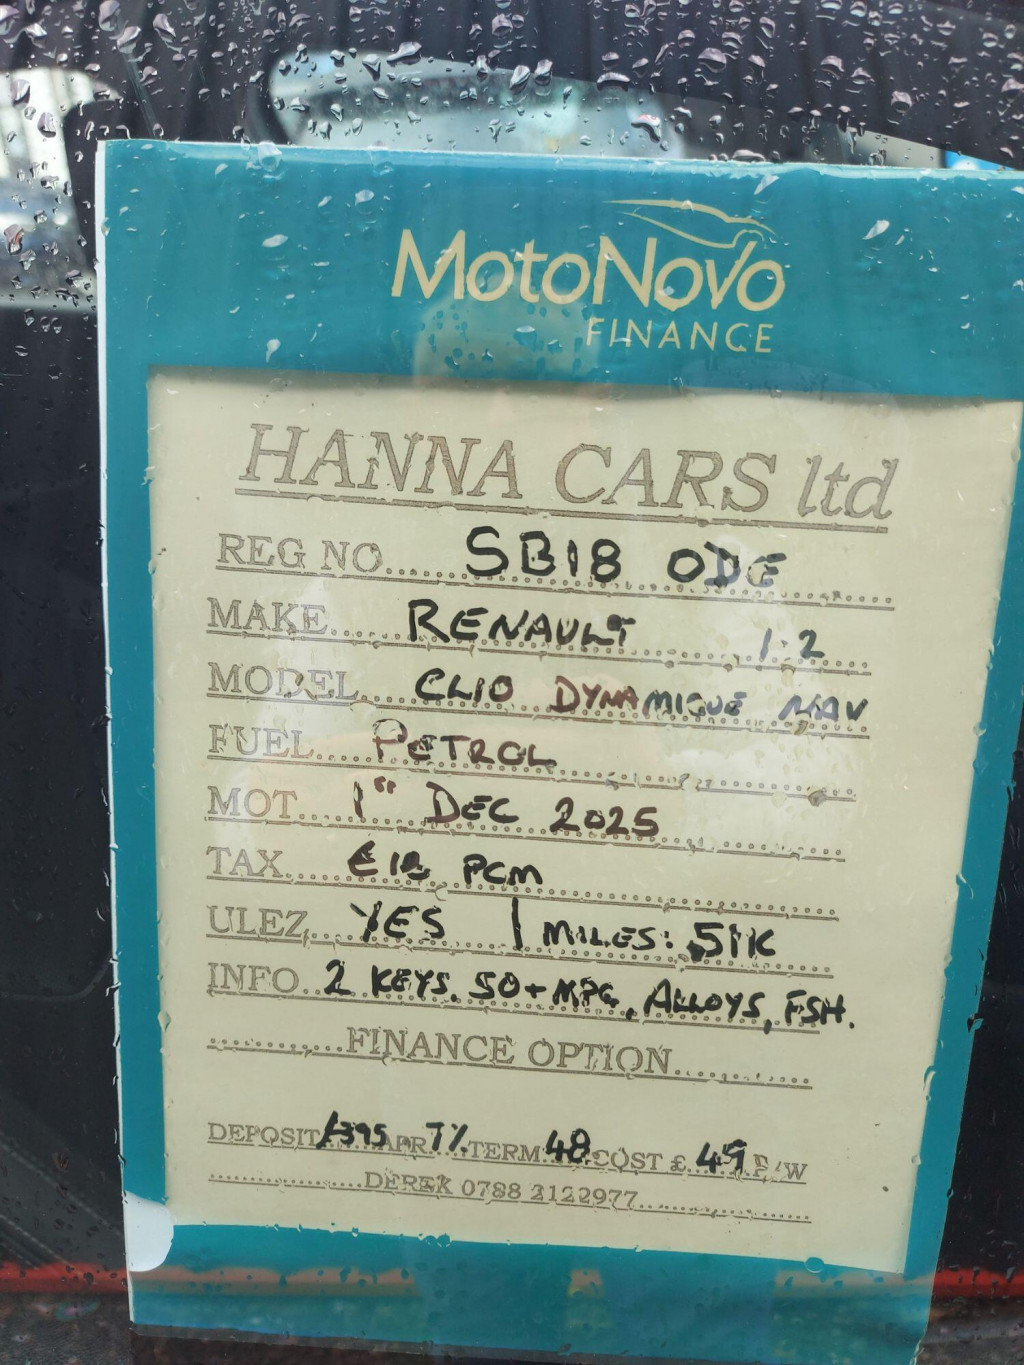 MotoNovo
FINANCE
HANNA CARS ltd
REG NO SB18 ODE
MAKE RENAULT 1.2
MODEL CLIO DYNAMIQUE NAV
FUEL PETROL
MOT 1ST DEC 2025
TAX PCM
ULEZ YES | MILES: 51K
INFO 2 KEYS, 50+ MPG, ALLOYS, FSH.
FINANCE OPTION
DEPOSIT £395 APR 7% TERM 48 COST £ 49 P/W
DEREK 0788 2122977